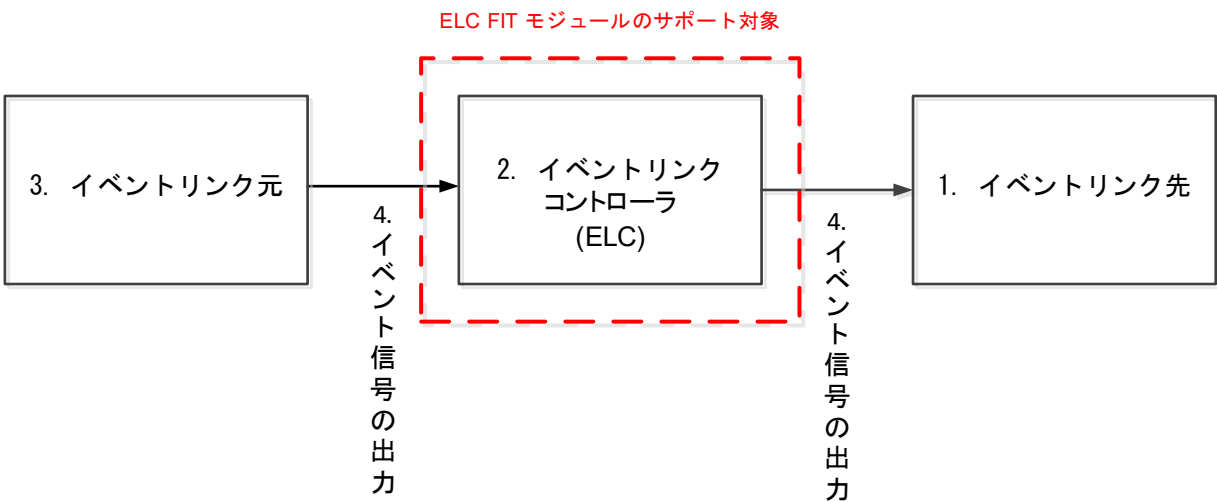 ELC FIT モジュールのサポート対象
3. イベントリンク元
4.イベント信号の出力
2. イベントリンク
コントローラ
(ELC)
4.イベント信号の出力
1. イベントリンク先